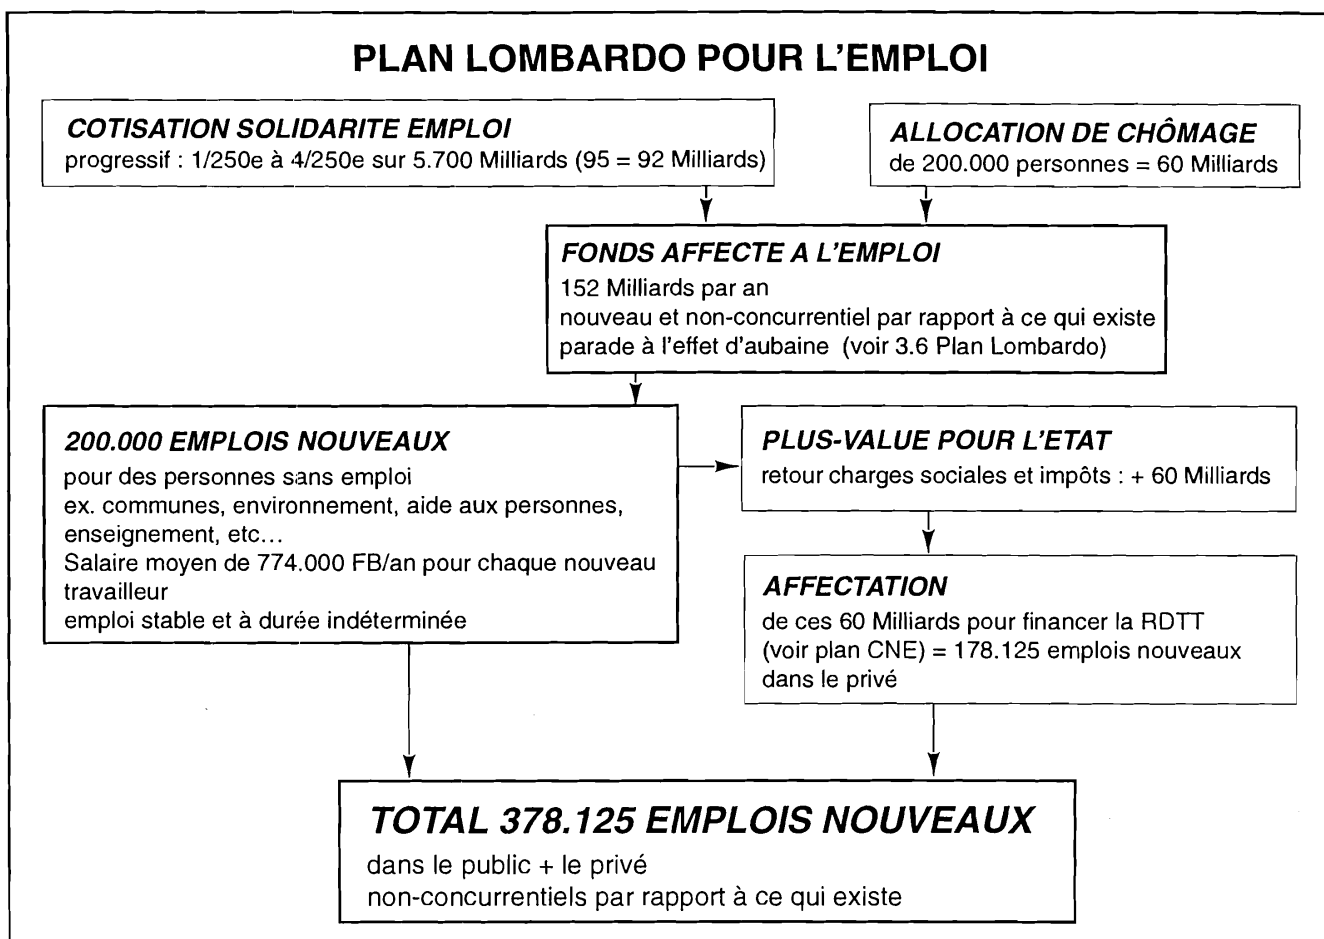 PLAN LOMBARDO POUR L'EMPLOI
COTISATION SOLIDARITE EMPLOI
progressif : 1/250e à 4/250e sur 5.700 Milliards (95 = 92 Milliards)
ALLOCATION DE CHÔMAGE
de 200.000 personnes = 60 Milliards
FONDS AFFECTE A L'EMPLOI
152 Milliards par an
nouveau et non-concurrentiel par rapport à ce qui existe
parade à l'effet d'aubaine (voir 3.6 Plan Lombardo)
200.000 EMPLOIS NOUVEAUX
pour des personnes sans emploi
ex. communes, environnement, aide aux personnes,
enseignement, etc...
Salaire moyen de 774.000 FB/an pour chaque nouveau
travailleur
emploi stable et à durée indéterminée
PLUS-VALUE POUR L'ETAT
retour charges sociales et impôts : + 60 Milliards
AFFECTATION
de ces 60 Milliards pour financer la RDTT
(voir plan CNE) = 178.125 emplois nouveaux
dans le privé
TOTAL 378.125 EMPLOIS NOUVEAUX
dans le public + le privé
non-concurrentiels par rapport à ce qui existe